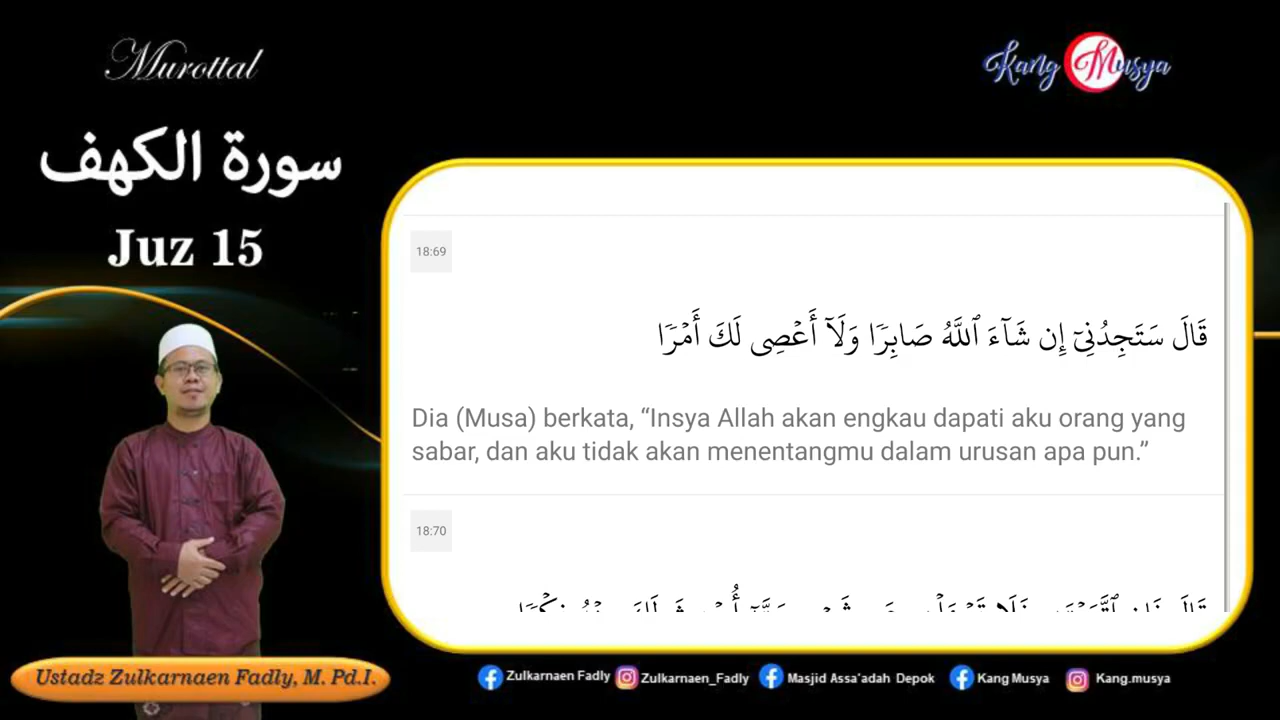 Murottal
Kang Musya
سورة الكهف
Juz 15
18:69
قَالَ سَتَجِدُنِىٓ إِن شَآءَ ٱللَّهُ صَابِرًۭا وَلَآ أَعْصِى لَكَ أَمْرًۭا
Dia (Musa) berkata, “Insya Allah akan engkau dapati aku orang yang
sabar, dan aku tidak akan menentangmu dalam urusan apa pun.”
18:70
Ustadz Zulkarnaen Fadly, M. Pd.I.
Zulkarnaen Fadly Zulkarnaen_Fadly Masjid Assa'adah Depok Kang Musya Kang.musya